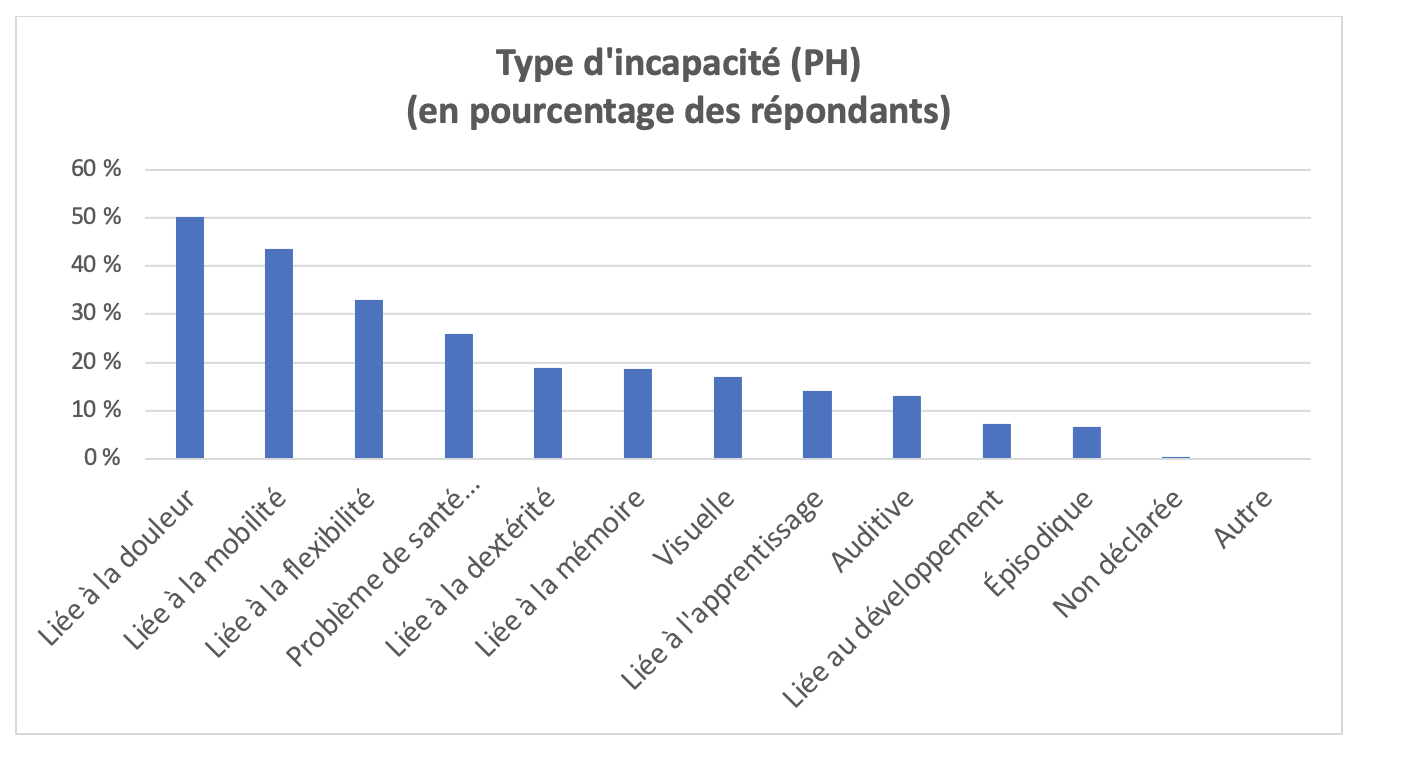 Type d'incapacité (PH)
(en pourcentage des répondants)
60 %
50 %
40 %
30 %
20 %
10 %
0 %
Liée à la douleur
Liée à la mobilité
Liée à la flexibilité
Problème de santé...
Liée à la dextérité
Liée à la mémoire
Visuelle
Liée à l'apprentissage
Auditive
Liée au développement
Épisodique
Non déclarée
Autre